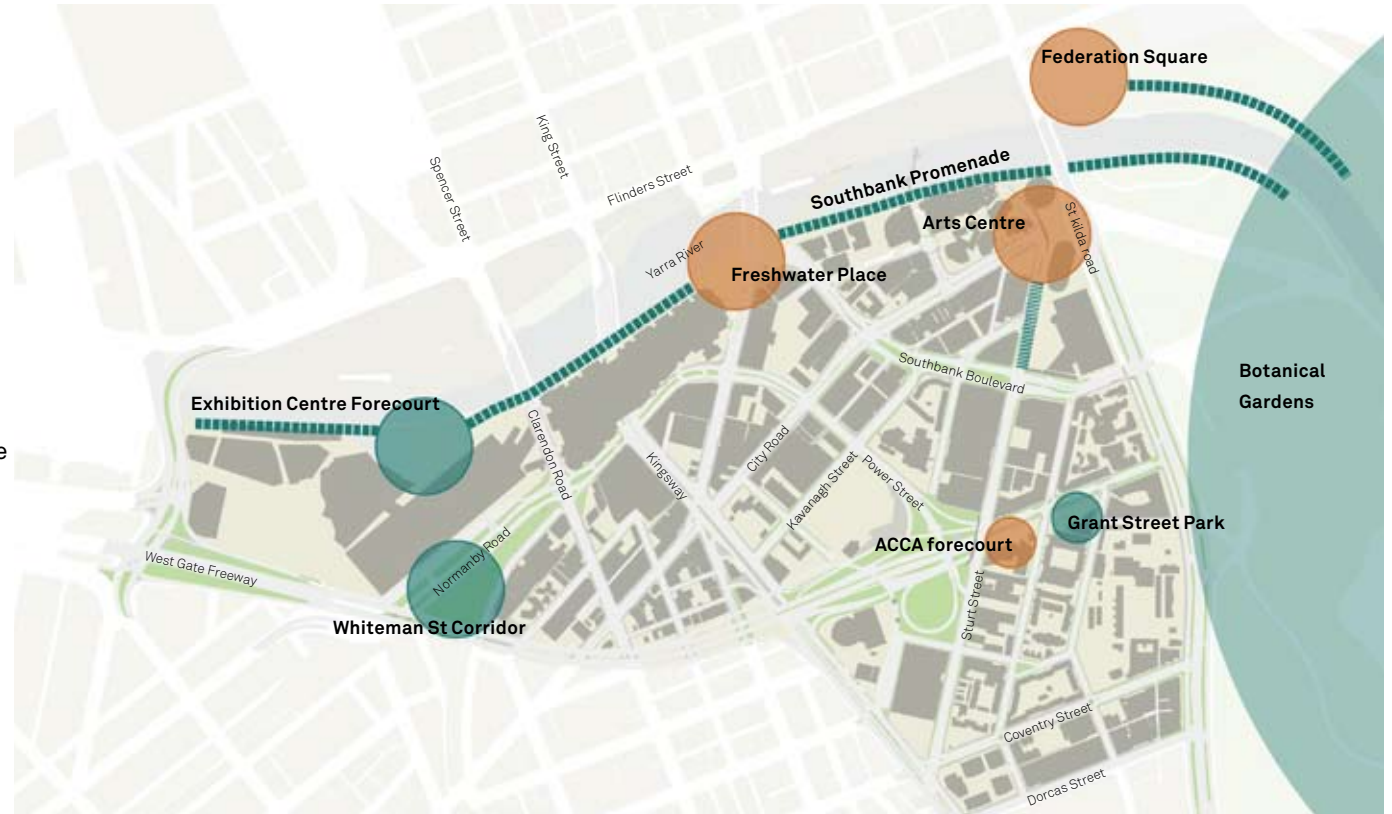 Federation Square
King Street
Spencer Street
Flinders Street
Southbank Promenade
Arts Centre
St kilda road
Yarra River
Freshwater Place
Southbank Boulevard
Botanical
Gardens
Exhibition Centre Forecourt
Clarendon Road
Kingsway
City Road
Kavanagh Street
Power Street
e
Grant Street Park
ACCA forecourt
Normanby Road
West Gate Freeway
Sturt Street
Whiteman St Corridor
Coventry Street
Dorcas Street